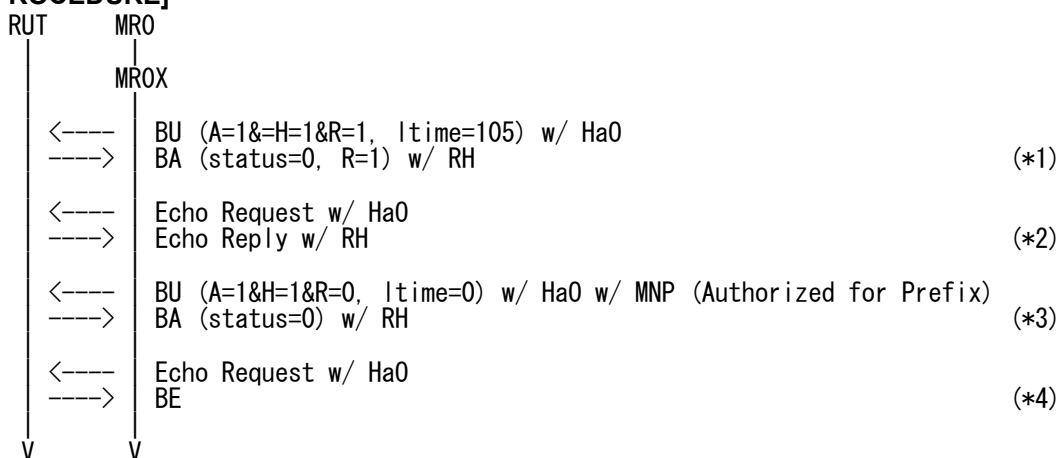 ROCEDURE]
RUT MR0
MR0X
<---- BU (A=1&=H=1&R=1, ltime=105) w/ HaO
----> BA (status=0, R=1) w/ RH (*1)
<---- Echo Request w/ HaO
----> Echo Reply w/ RH (*2)
<---- BU (A=1&H=1&R=0, ltime=0) w/ HaO w/ MNP (Authorized for Prefix)
----> BA (status=0) w/ RH (*3)
<---- Echo Request w/ HaO
----> BE (*4)
V V